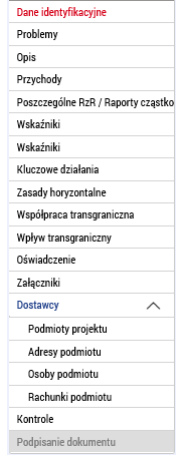 Dane identyfikacyjne
Problemy
Opis
Przychody
Poszczególne RzR / Raporty cząstko
Wskaźniki
Wskaźniki
Kluczowe działania
Zasady horyzontalne
Współpraca transgraniczna
Wpływ transgraniczny
Oświadczenie
Załączniki
Dostawcy
Podmioty projektu
Adresy podmiotu
Osoby podmiotu
Rachunki podmiotu
Kontrole
Podpisanie dokumentu